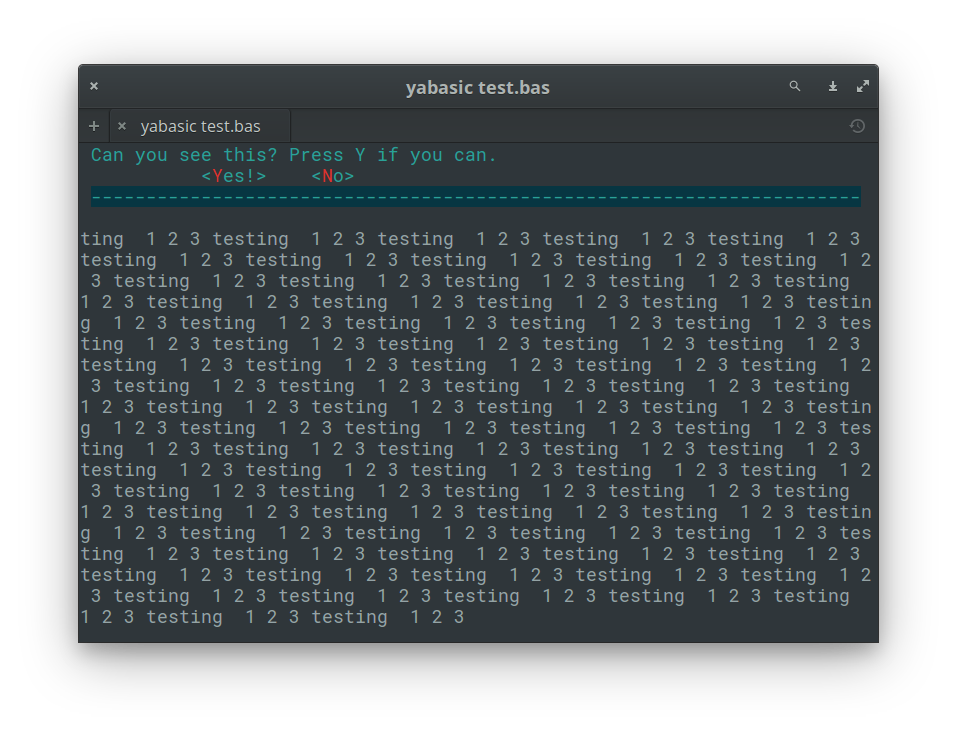 yabasic test.bas
yabasic test.bas
Can you see this? Press Y if you can.
<Yes!> <No>
----------------------------------------------------------------------
ting  1 2 3 testing  1 2 3 testing  1 2 3 testing  1 2 3 testing  1 2 3
testing  1 2 3 testing  1 2 3 testing  1 2 3 testing  1 2 3 testing  1 2
 3 testing  1 2 3 testing  1 2 3 testing  1 2 3 testing  1 2 3 testing
1 2 3 testing  1 2 3 testing  1 2 3 testing  1 2 3 testing  1 2 3 testin
g  1 2 3 testing  1 2 3 testing  1 2 3 testing  1 2 3 testing  1 2 3 tes
ting  1 2 3 testing  1 2 3 testing  1 2 3 testing  1 2 3 testing  1 2 3
testing  1 2 3 testing  1 2 3 testing  1 2 3 testing  1 2 3 testing  1 2
 3 testing  1 2 3 testing  1 2 3 testing  1 2 3 testing  1 2 3 testing
1 2 3 testing  1 2 3 testing  1 2 3 testing  1 2 3 testing  1 2 3 testin
g  1 2 3 testing  1 2 3 testing  1 2 3 testing  1 2 3 testing  1 2 3 tes
ting  1 2 3 testing  1 2 3 testing  1 2 3 testing  1 2 3 testing  1 2 3
testing  1 2 3 testing  1 2 3 testing  1 2 3 testing  1 2 3 testing  1 2
 3 testing  1 2 3 testing  1 2 3 testing  1 2 3 testing  1 2 3 testing
1 2 3 testing  1 2 3 testing  1 2 3 testing  1 2 3 testing  1 2 3 testin
g  1 2 3 testing  1 2 3 testing  1 2 3 testing  1 2 3 testing  1 2 3 tes
ting  1 2 3 testing  1 2 3 testing  1 2 3 testing  1 2 3 testing  1 2 3
testing  1 2 3 testing  1 2 3 testing  1 2 3 testing  1 2 3 testing  1 2
 3 testing  1 2 3 testing  1 2 3 testing  1 2 3 testing  1 2 3 testing
1 2 3 testing  1 2 3 testing  1 2 3